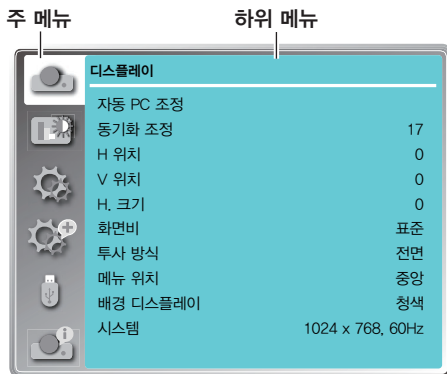 주 메뉴 하위 메뉴
디스플레이
자동 PC 조정
동기화 조정 17
H 위치 0
V 위치 0
H. 크기 0
화면비 표준
투사 방식 전면
메뉴 위치 중앙
배경 디스플레이 청색
시스템 1024 x 768, 60Hz